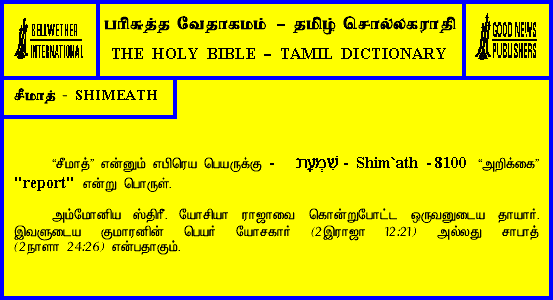 BELLWETHER
INTERNATIONAL
பரிசுத்த வேதாகமம் – தமிழ் சொல்லகராதி
THE HOLY BIBLE – TAMIL DICTIONARY
GOOD NEWS
PUBLISHERS
சீமாத் - SHIMEATH
“சீமாத்” என்னும் எபிரெய பெயருக்கு - שִׁמְעָת - Shim`ath - 8100 “அறிக்கை”
"report" என்று பொருள்.
அம்மோனிய ஸ்திரீ. யோசியா ராஜாவை கொன்றுபோட்ட ஒருவனுடைய தாயார்.
இவளுடைய குமாரனின் பெயர் யோசகார் (2இராஜா 12:21) அல்லது சாபாத்
(2நாளா 24:26) என்பதாகும்.